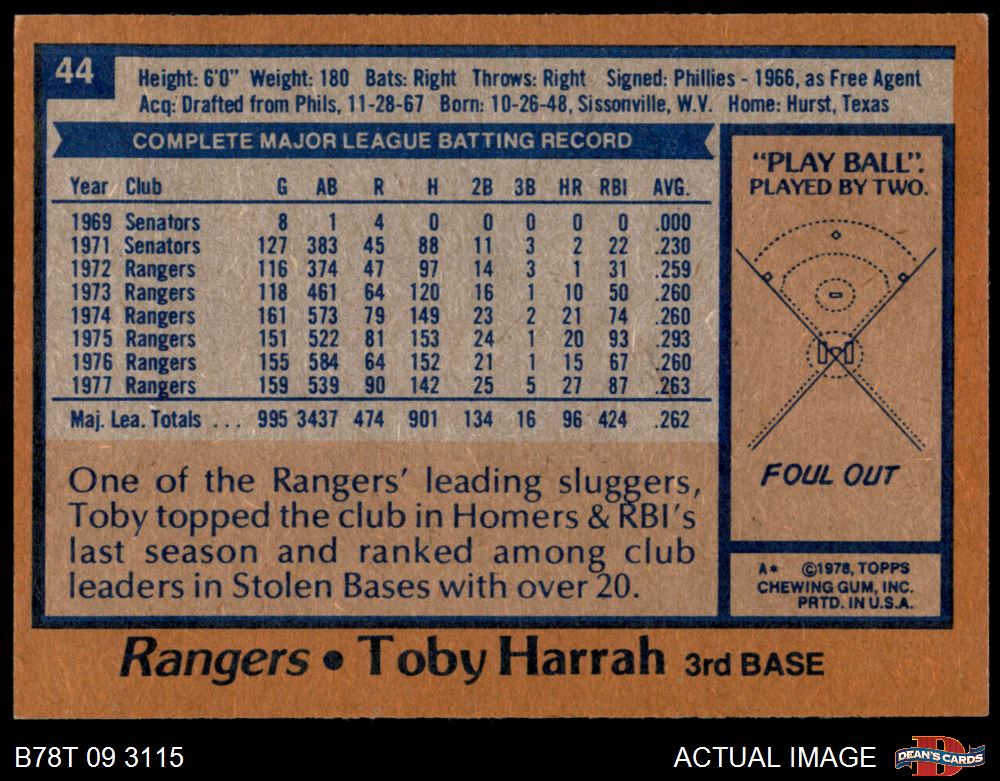 44
Height: 6'0" Weight: 180 Bats: Right Throws: Right Signed: Phillies - 1966, as Free Agent
Acq: Drafted from Phils, 11-28-67 Born: 10-26-48, Sissonville, W.V. Home: Hurst, Texas
COMPLETE MAJOR LEAGUE BATTING RECORD
Year Club G AB R H 2B 3B HR RBI AVG.
1969 Senators 8 1 4 0 0 0 0 0 .000
1971 Senators 127 383 45 88 11 3 2 22 .230
1972 Rangers 116 374 47 97 14 3 1 31 .259
1973 Rangers 118 461 64 120 16 1 10 50 .260
1974 Rangers 161 573 79 149 23 2 21 74 .260
1975 Rangers 151 522 81 153 24 1 20 93 .293
1976 Rangers 155 584 64 152 21 1 15 67 .260
1977 Rangers 159 539 90 142 25 5 27 87 .263
Maj. Lea. Totals ... 995 3437 474 901 134 16 96 424 .262
One of the Rangers' leading sluggers,
Toby topped the club in Homers & RBI's
last season and ranked among club
leaders in Stolen Bases with over 20.
"PLAY BALL".
PLAYED BY TWO.
FOUL OUT
A* ©1978, TOPPS
CHEWING GUM, INC.
PRTD. IN U.S.A.
Rangers • Toby Harrah 3rd BASE
B78T 09 3115
ACTUAL IMAGE
D
DEAN'S CARDS